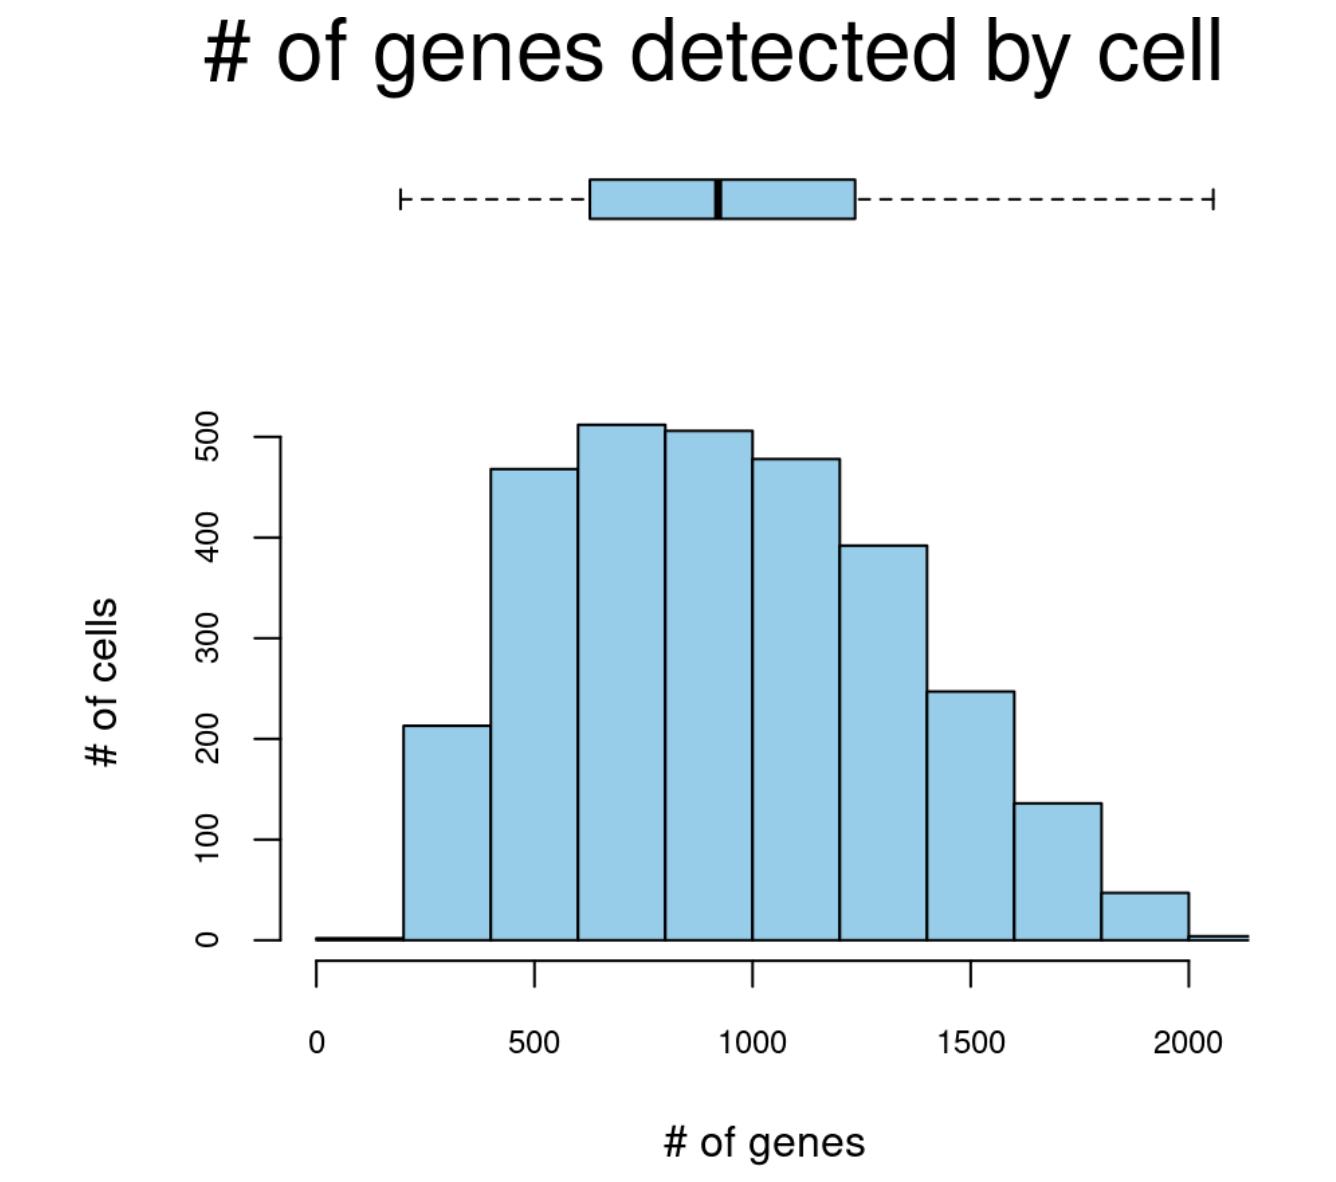 # of genes detected by cell
500
400
300
200
100
0
# of cells
0 500 1000 1500 2000
# of genes